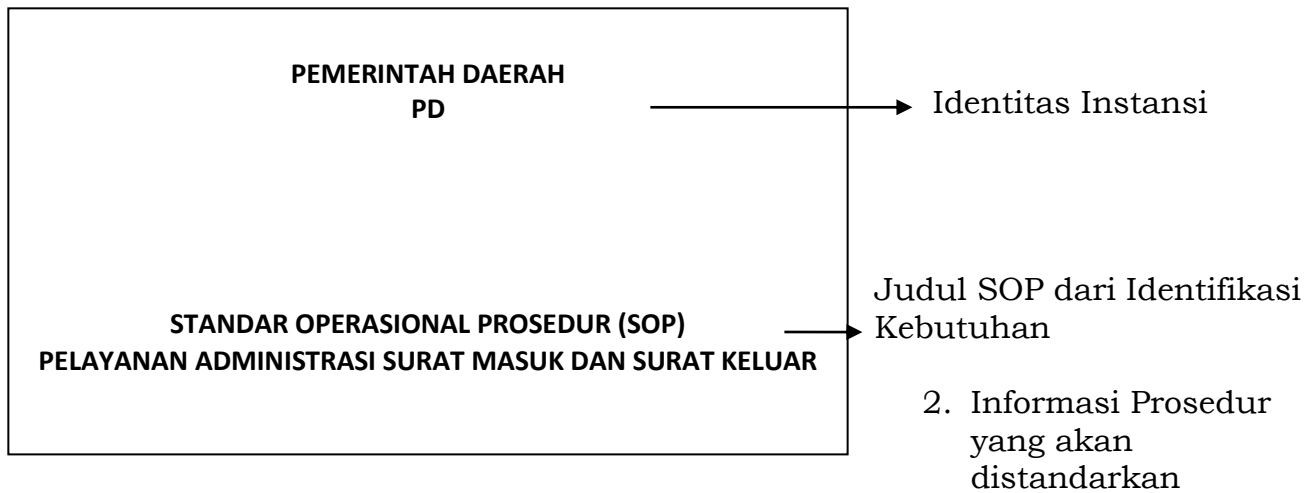 PEMERINTAH DAERAH
PD
Identitas Instansi
Judul SOP dari Identifikasi
Kebutuhan
STANDAR OPERASIONAL PROSEDUR (SOP)
PELAYANAN ADMINISTRASI SURAT MASUK DAN SURAT KELUAR
2. Informasi Prosedur
yang akan
distandarkan